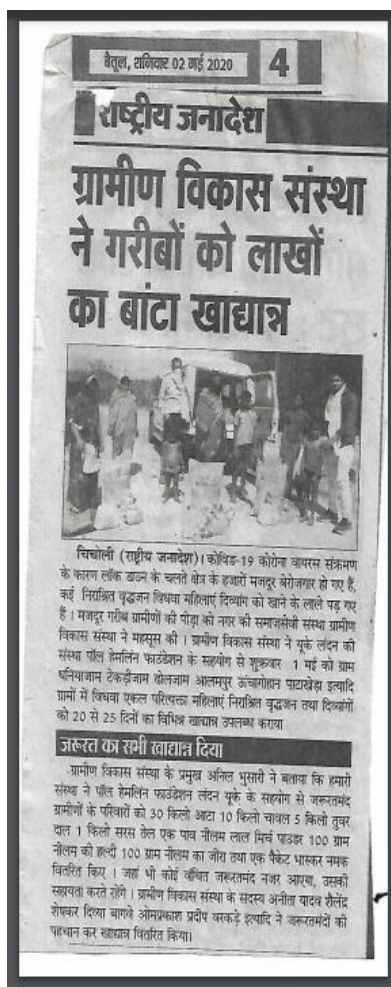 बैतूल, शनिवार 02 मई 2020
4
राष्ट्रीय जनादेश
ग्रामीण विकास संस्था
ने गरीबों को लाखों
का बांटा खाद्यान्न
चिचोली (राष्ट्रीय जनादेश)। कोविड-19 कोरोना वायरस संक्रमण
के कारण लॉक डाउन के चलते क्षेत्र के हजारों मजदूर बेरोजगार हो गए हैं,
कई निराश्रित वृद्धजन विधवा महिलाएं दिव्यांग को खाने के लाले पड़ गए
हैं । मजदूर गरीब ग्रामीणों की पीड़ा को नगर की समाजसेवी संस्था ग्रामीण
विकास संस्था ने महसूस की । ग्रामीण विकास संस्था ने यूके लंदन की
संस्था पॉल हेमलिन फाउंडेशन के सहयोग से शुक्रवार 1 मई को ग्राम
धनियाजाम टेकड़ीजाम ढोलजाम आलमपुर ऊंचागोहान पाटाखेड़ा इत्यादि
ग्रामों में विधवा एकल परित्यक्ता महिलाएं निराश्रित वृद्धजन तथा दिव्यांगों
को 20 से 25 दिनों का विभिन्न खाद्यान्न उपलब्ध कराया
जरूरत का सभी खाद्यान्न दिया
ग्रामीण विकास संस्था के प्रमुख अनिल भुसारी ने बताया कि हमारी
संस्था ने पॉल हेमलिन फाउंडेशन लंदन यूके के सहयोग से जरूरतमंद
ग्रामीणों के परिवारों को 30 किलो आटा 10 किलो चावल 5 किलो तुवर
दाल 1 किलो सरस तेल एक पाव नीलम लाल मिर्च पाउडर 100 ग्राम
नीलम की हल्दी 100 ग्राम नीलम का जीरा तथा एक पैकेट भास्कर नमक
वितरित किए । जहां भी कोई वंचित जरूरतमंद नजर आएगा, उसकी
सहायता करते रहेंगे । ग्रामीण विकास संस्था के सदस्य अनीता यादव शैलेंद्र
शेषकर दिव्या बागवे ओमप्रकाश प्रदीप वरकड़े इत्यादि ने जरूरतमंदों की
पहचान कर खाद्यान्न वितरित किया।